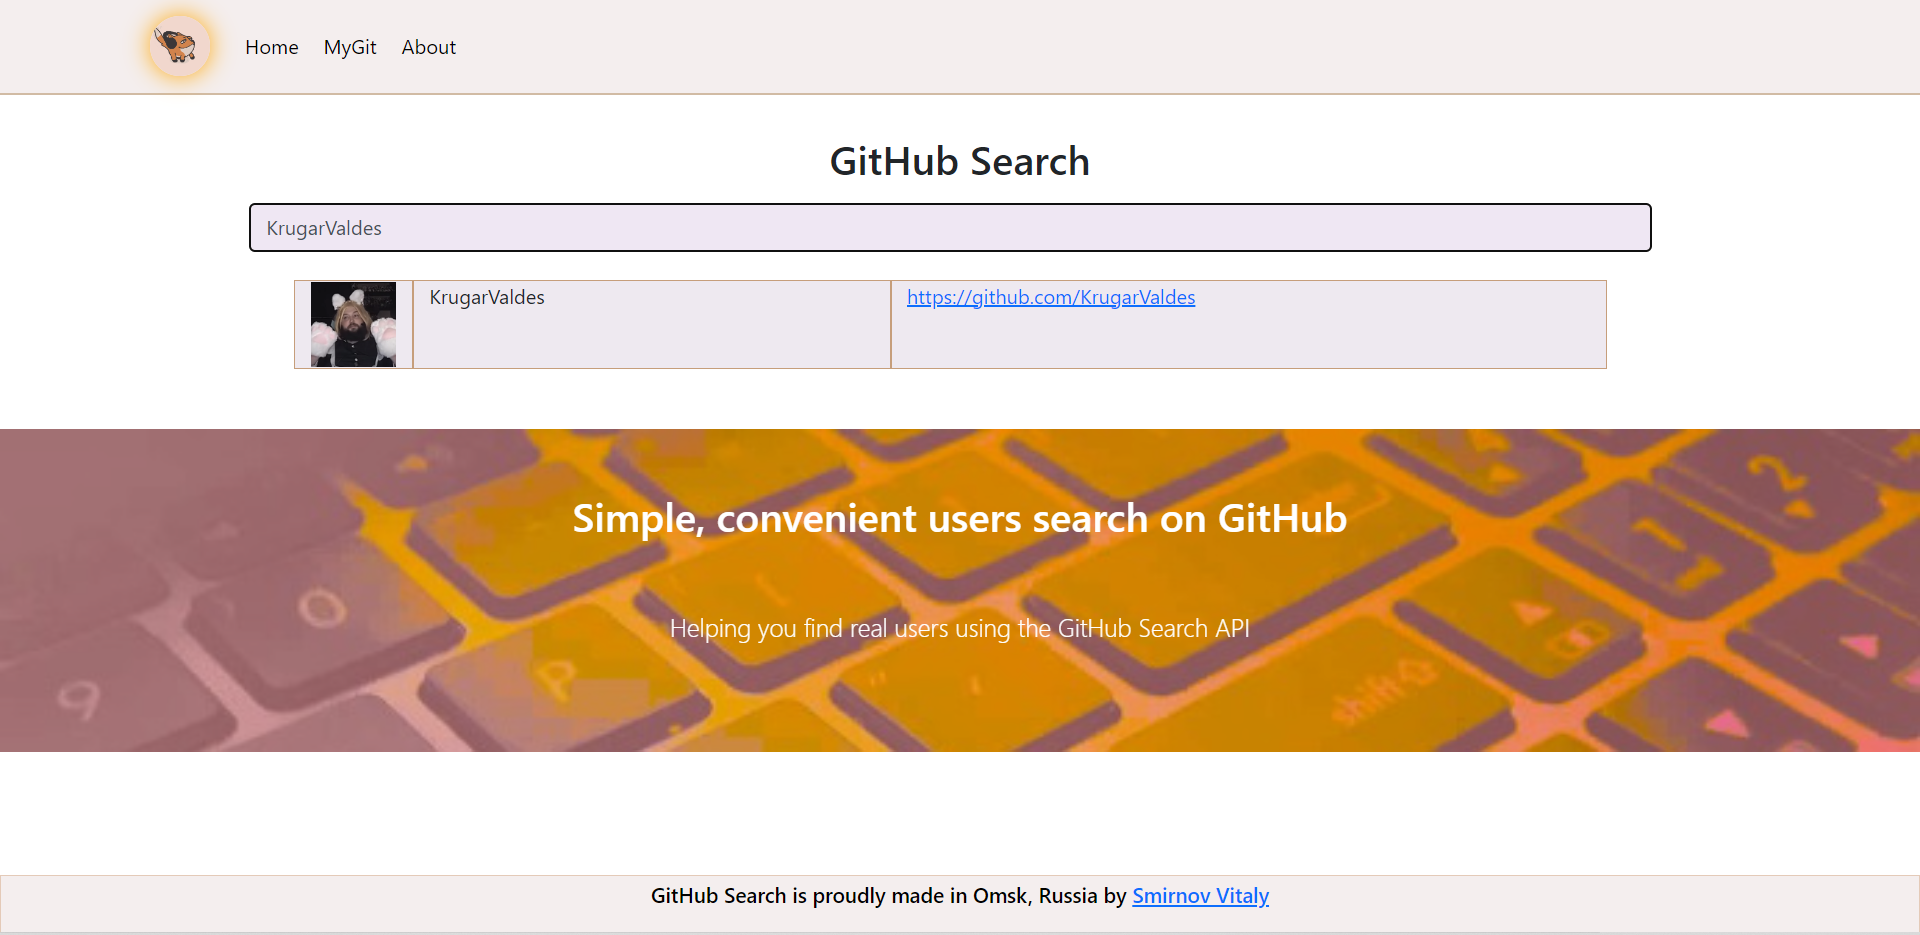 Home MyGit About
GitHub Search
KrugarValdes
KrugarValdes https://github.com/KrugarValdes
Simple, convenient users search on GitHub
Helping you find real users using the GitHub Search API
O
P
9
shift
GitHub Search is proudly made in Omsk, Russia by Smirnov Vitaly